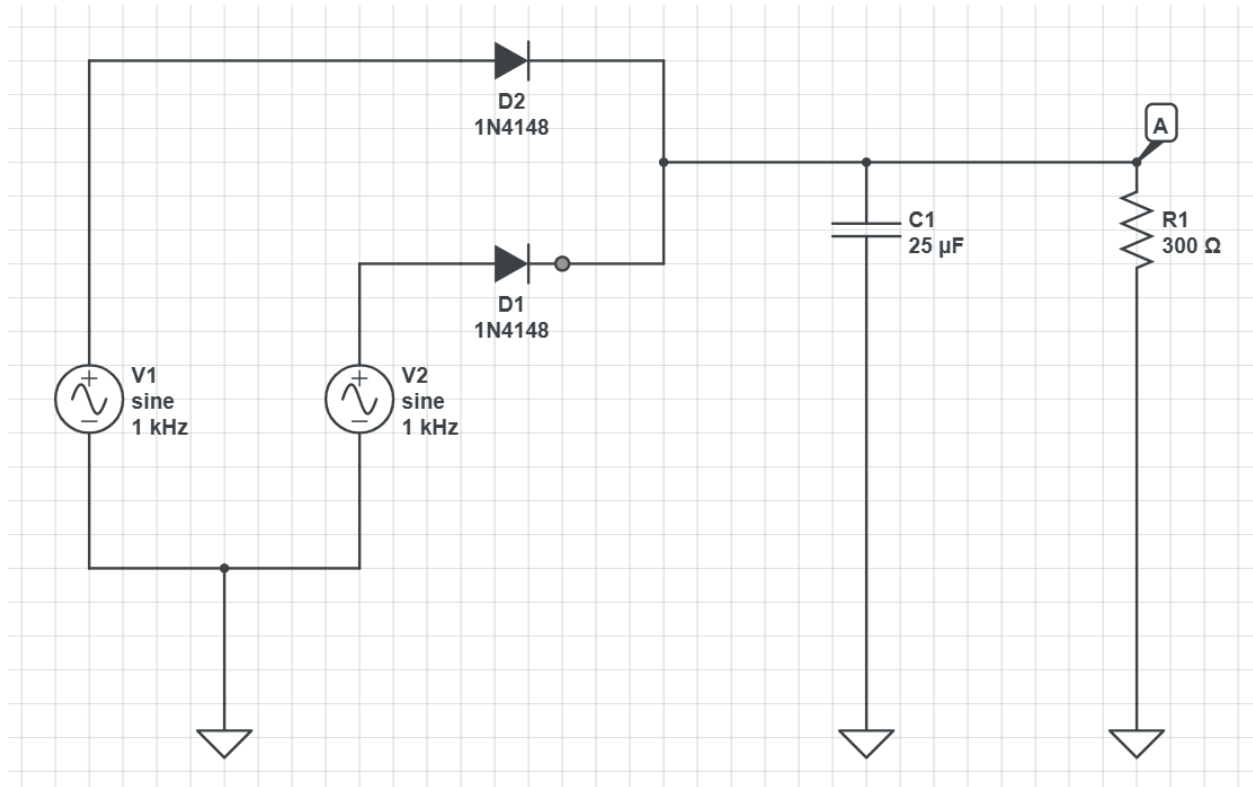 D2
1N4148
A
C1
25 µF
R1
300 Ω
D1
1N4148
V1
sine
1 kHz
V2
sine
1 kHz